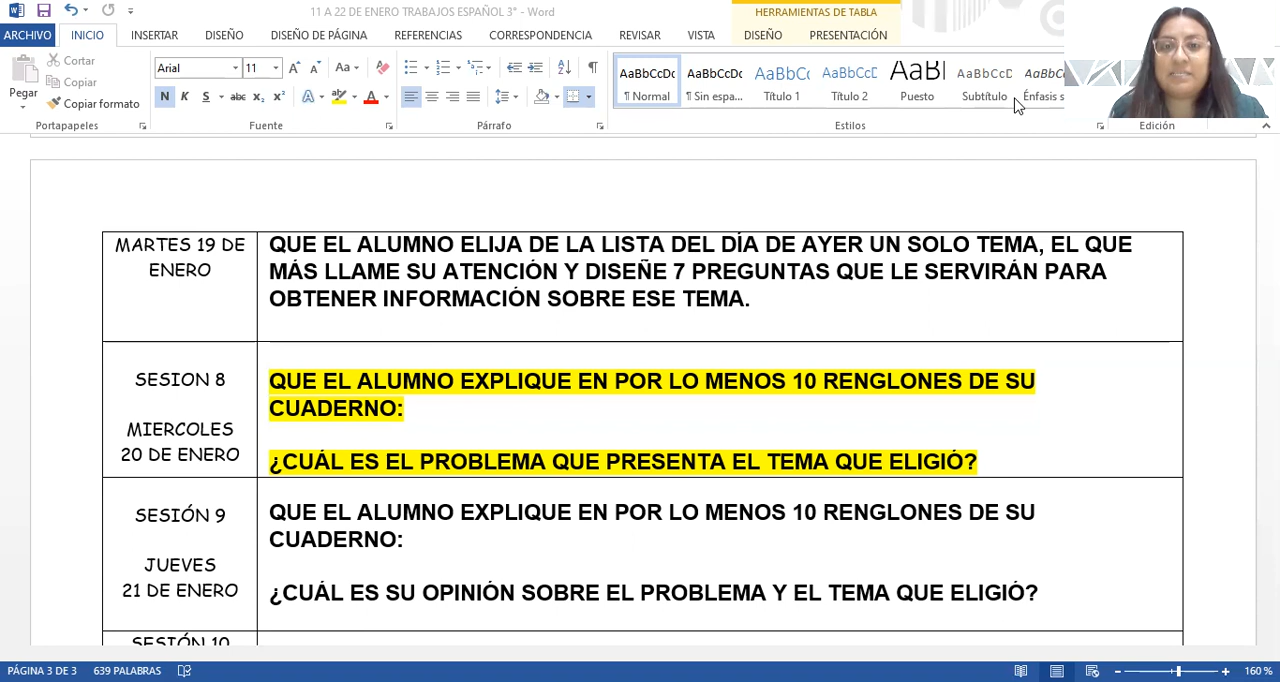 11 A 22 DE ENERO TRABAJOS ESPAÑOL 3° - Word
HERRAMIENTAS DE TABLA
ARCHIVO INICIO INSERTAR DISEÑO DISEÑO DE PÁGINA REFERENCIAS CORRESPONDENCIA REVISAR VISTA DISEÑO PRESENTACIÓN
Pegar
Cortar
Copiar
Copiar formato
Portapapeles
Arial 11 Aa
N K S abc x₂ x² A A
Fuente
Párrafo
AaBbCcDc AaBbCcDc AaBbCc AaBbCcD AaBl AaBbCcD AaBbCc
¶ Normal ¶ Sin espa... Título 1 Título 2 Puesto Subtítulo Énfasis s
Estilos
Edición
MARTES 19 DE
ENERO
QUE EL ALUMNO ELIJA DE LA LISTA DEL DÍA DE AYER UN SOLO TEMA, EL QUE
MÁS LLAME SU ATENCIÓN Y DISEÑE 7 PREGUNTAS QUE LE SERVIRÁN PARA
OBTENER INFORMACIÓN SOBRE ESE TEMA.
SESION 8
MIERCOLES
20 DE ENERO
QUE EL ALUMNO EXPLIQUE EN POR LO MENOS 10 RENGLONES DE SU
CUADERNO:
¿CUÁL ES EL PROBLEMA QUE PRESENTA EL TEMA QUE ELIGIÓ?
SESIÓN 9
JUEVES
21 DE ENERO
QUE EL ALUMNO EXPLIQUE EN POR LO MENOS 10 RENGLONES DE SU
CUADERNO:
¿CUÁL ES SU OPINIÓN SOBRE EL PROBLEMA Y EL TEMA QUE ELIGIÓ?
SESIÓN 10
PÁGINA 3 DE 3 639 PALABRAS 160 %